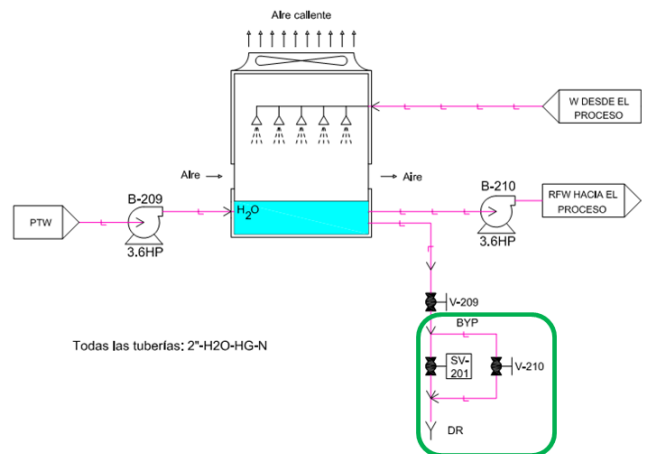 AIre callente
W DESDE EL
PROCESO
AIre
Aire
B-209
B-210
PTW
H2O
RFW HACIA EL
PROCESO
3.6HP
3.6HP
V-209
BYP
Todas las tuberías: 2"-H2O-HG-N
SV-
201
V-210
DR